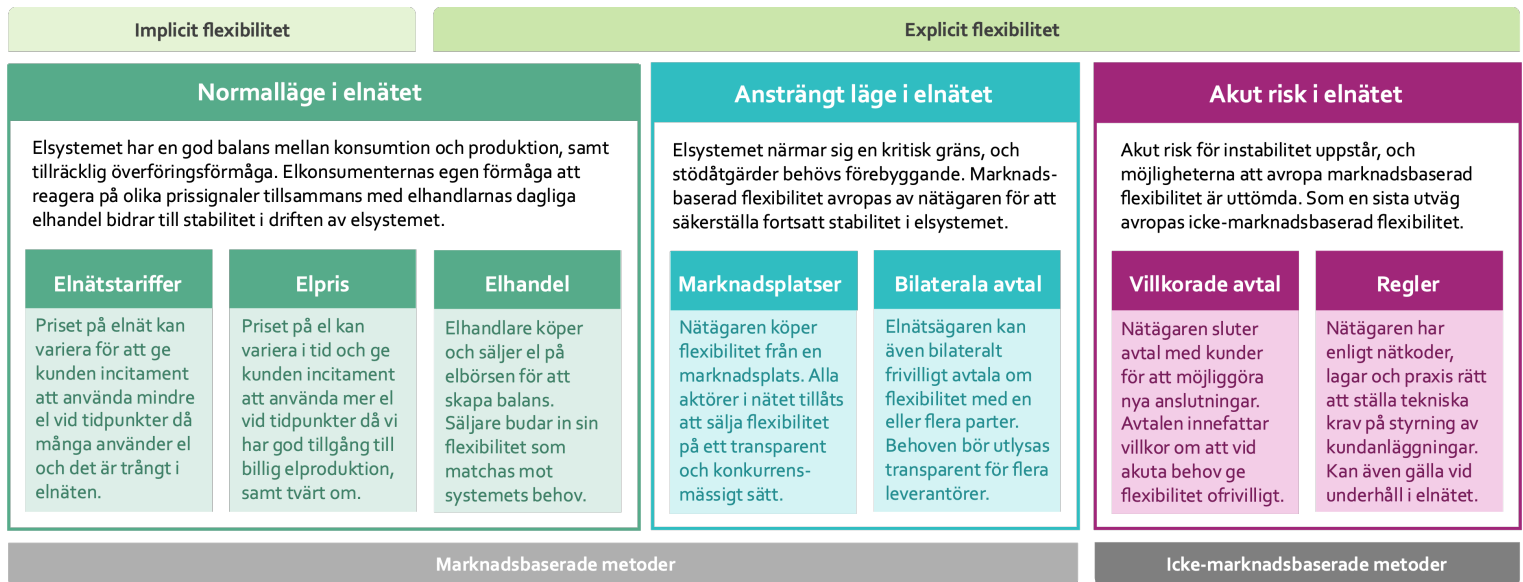 Implicit flexibilitet
Explicit flexibilitet
Normalläge i elnätet
Elsystemet har en god balans mellan konsumtion och produktion, samt
tillräcklig överföringsförmåga. Elkonsumenternas egen förmåga att
reagera på olika prissignaler tillsammans med elhandlarnas dagliga
elhandel bidrar till stabilitet i driften av elsystemet.
Elnätstariffer
Priset på elnät kan
variera för att ge
kunden incitament
att använda mindre
el vid tidpunkter då
många använder el
och det är trångt i
elnäten.
Elpris
Priset på el kan
variera i tid och ge
kunden incitament
att använda mer el
vid tidpunkter då vi
har god tillgång till
billig elproduktion,
samt tvärt om.
Elhandel
Elhandlare köper
och säljer el på
elbörsen för att
skapa balans.
Säljare budar in sin
flexibilitet som
matchas mot
systemets behov.
Ansträngt läge i elnätet
Elsystemet närmar sig en kritisk gräns, och
stödåtgärder behövs förebyggande. Marknads-
baserad flexibilitet avropas av nätägaren för att
säkerställa fortsatt stabilitet i elsystemet.
Marknadsplatser
Nätägaren köper
flexibilitet från en
marknadsplats. Alla
aktörer i nätet tillåts
att sälja flexibilitet
på ett transparent
och konkurrens-
mässigt sätt.
Bilaterala avtal
Elnätsägaren kan
även bilateralt
frivilligt avtala om
flexibilitet med en
eller flera parter.
Behoven bör utlysas
transparent för flera
leverantörer.
Akut risk i elnätet
Akut risk för instabilitet uppstår, och
möjligheterna att avropa marknadsbaserad
flexibilitet är uttömda. Som en sista utväg
avropas icke-marknadsbaserad flexibilitet.
Villkorade avtal
Nätägaren sluter
avtal med kunder
för att möjliggöra
nya anslutningar.
Avtalen innefattar
villkor om att vid
akuta behov ge
flexibilitet ofrivilligt.
Regler
Nätägaren har
enligt nätkoder,
lagar och praxis rätt
att ställa tekniska
krav på styrning av
kundanläggningar.
Kan även gälla vid
underhåll i elnätet.
Marknadsbaserade metoder
Icke-marknadsbaserade metoder